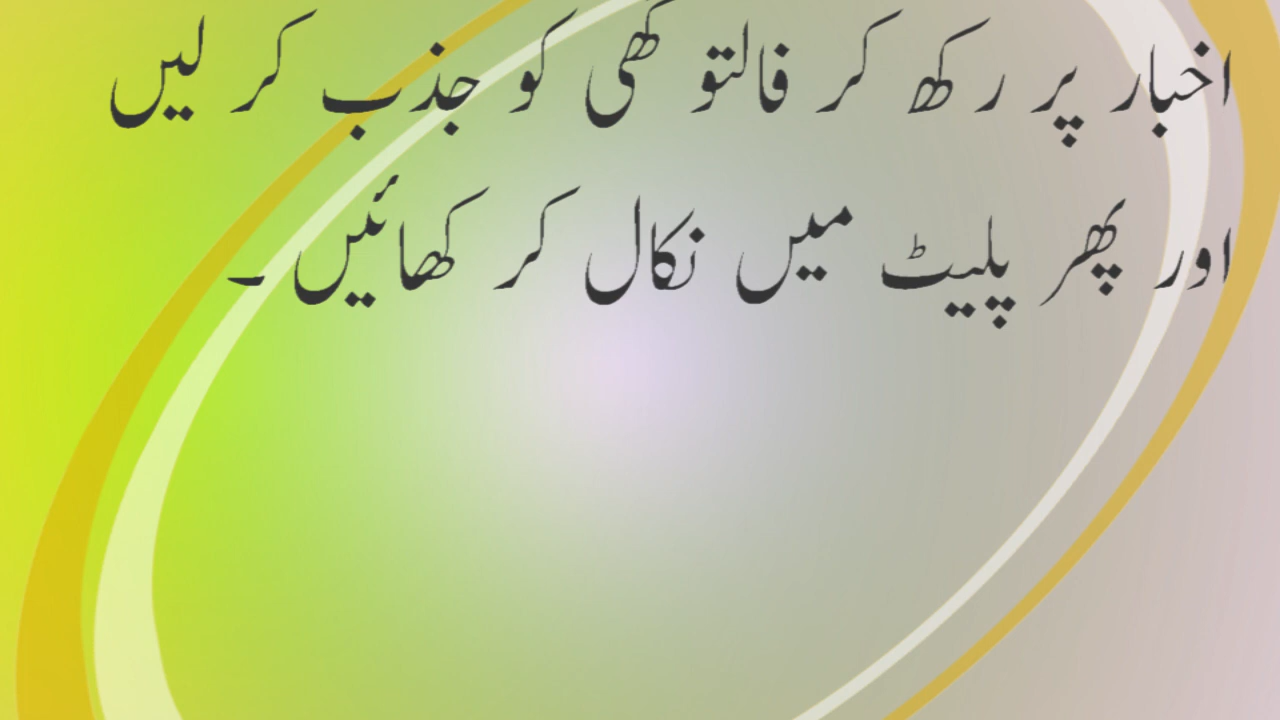 اخبار پر رکھ کر فالتو گھی کو جذب کر لیں
اور پھر پلیٹ میں نکال کر کھائیں ۔